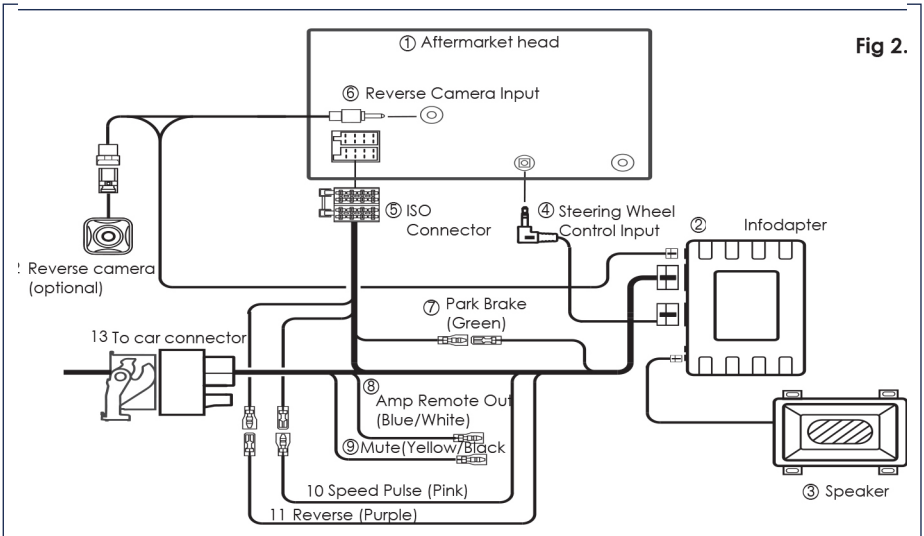 ① Aftermarket head
Fig 2.
⑥ Reverse Camera Input
⑤ ISO
Connector
④ Steering Wheel
Control Input
② Infodapter
: Reverse camera
(optional)
⑦ Park Brake
(Green)
13 To car connector
⑧
Amp Remote Out
(Blue/White)
⑨ Mute(Yellow/Black
10 Speed Pulse (Pink)
③ Speaker
11 Reverse (Purple)